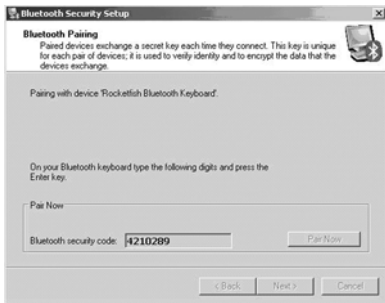 Bluetooth Security Setup
Bluetooth Pairing
Paired devices exchange a secret key each time they connect. This key is unique
for each pair of devices; it is used to verify identity and to encrypt the data that the
devices exchange.
Pairing with device 'Rocketfish Bluetooth Keyboard'.
On your Bluetooth keyboard type the following digits and press the
Enter key.
Pair Now
Bluetooth security code: 4210289 Pair Now
< Back Next > Cancel